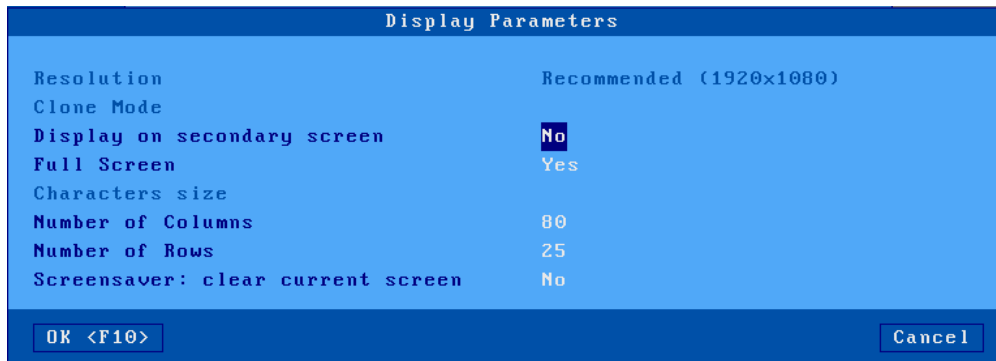 Display Parameters
Resolution Recommended (1920x1080)
Clone Mode
Display on secondary screen No
Full Screen Yes
Characters size
Number of Columns 80
Number of Rows 25
Screensaver: clear current screen No
OK <F10> Cancel